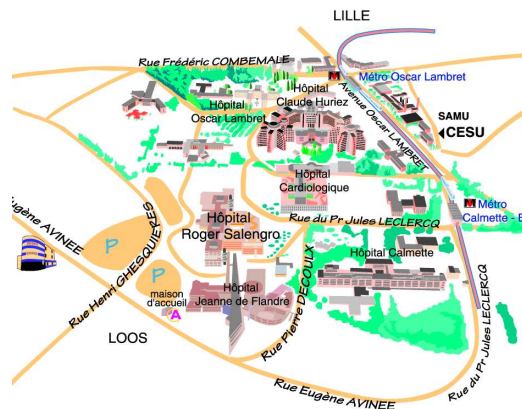 LILLE
Rue Frédéric COMBEMALE
Métro Oscar Lambret
Hôpital
Claude Huriez
Hôpital
Oscar Lambret
Avenue Oscar LAMBRET
SAMU
CESU
Hôpital
Cardiologique
Métro
Calmette - E
Eugène AVINEE
Rue du Pr Jules LECLERCQ
Hôpital
Roger Salengro
P
Hôpital Calmette
Rue Henri GHESQUIERES
P
maison
d'accueil
A
Hôpital
Jeanne de Flandre
Rue Pierre DECOULX
LOOS
Rue du Pr Jules LECLERCQ
Rue Eugène AVINEE
M
M